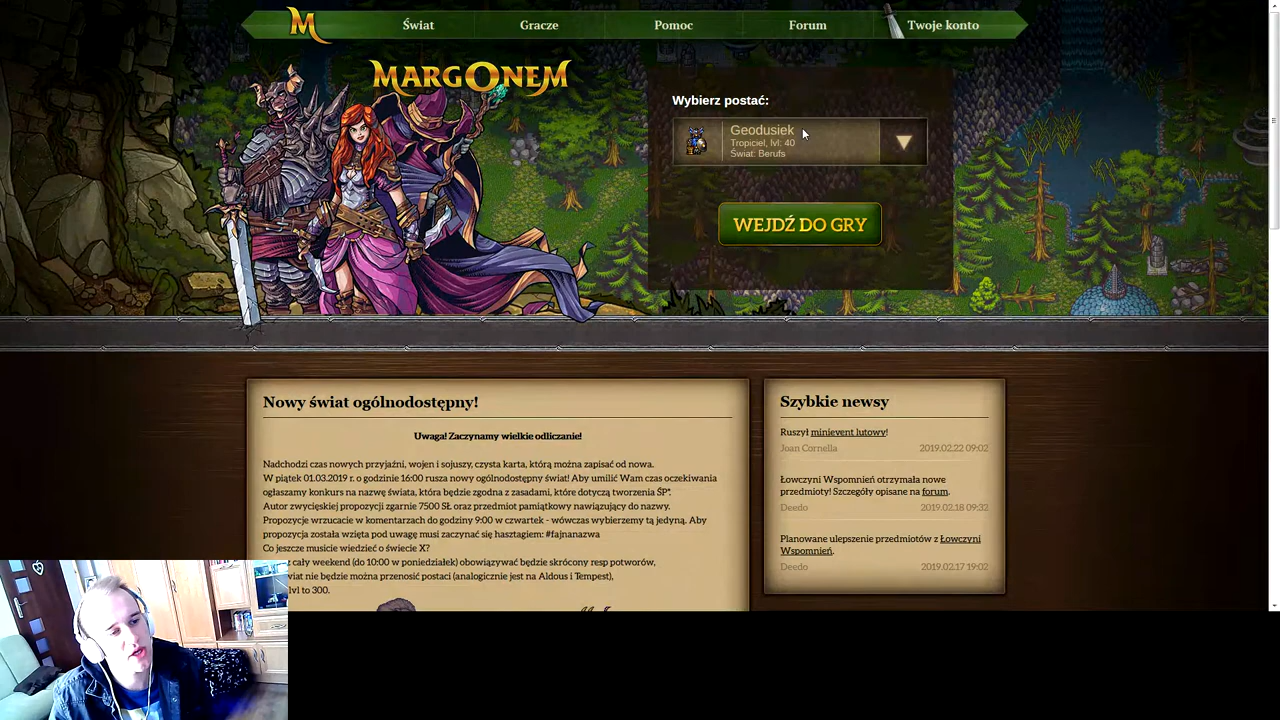 M
Świat
Gracze
Pomoc
Forum
Twoje konto
MARGONEM
Wybierz postać:
Geodusiek
Tropiciel, lvl: 40
Świat: Berufs
WEJDŹ DO GRY
Nowy świat ogólnodostępny!
Uwaga! Zaczynamy wielkie odliczanie!
Nadchodzi czas nowych przyjaźni, wojen i sojuszy, czysta karta, którą można zapisać od nowa.
W piątek 01.03.2019 r. o godzinie 16:00 rusza nowy ogólnodostępny świat! Aby umilić Wam czas oczekiwania
ogłaszamy konkurs na nazwę świata, która będzie zgodna z zasadami, które dotyczą tworzenia ŚP*.
Autor zwycięskiej propozycji zgarnie 7500 SŁ oraz przedmiot pamiątkowy nawiązujący do nazwy.
Propozycje wrzucacie w komentarzach do godziny 9:00 w czwartek - wówczas wybierzemy tą jedyną. Aby
propozycja została wzięta pod uwagę musi zaczynać się hasztagiem: #fajnanazwa
Co jeszcze musicie wiedzieć o świecie X?
z cały weekend (do 10:00 w poniedziałek) obowiązywać będzie skrócony resp potworów,
wiat nie będzie można przenosić postaci (analogicznie jest na Aldous i Tempest),
lvl to 300.
Szybkie newsy
Ruszył minievent lutowy!
Joan Cornella 2019.02.22 09:02
Łowczyni Wspomnień otrzymała nowe
przedmioty! Szczegóły opisane na forum.
Deedo 2019.02.18 09:32
Planowane ulepszenie przedmiotów z Łowczyni
Wspomnień.
Deedo 2019.02.17 19:02